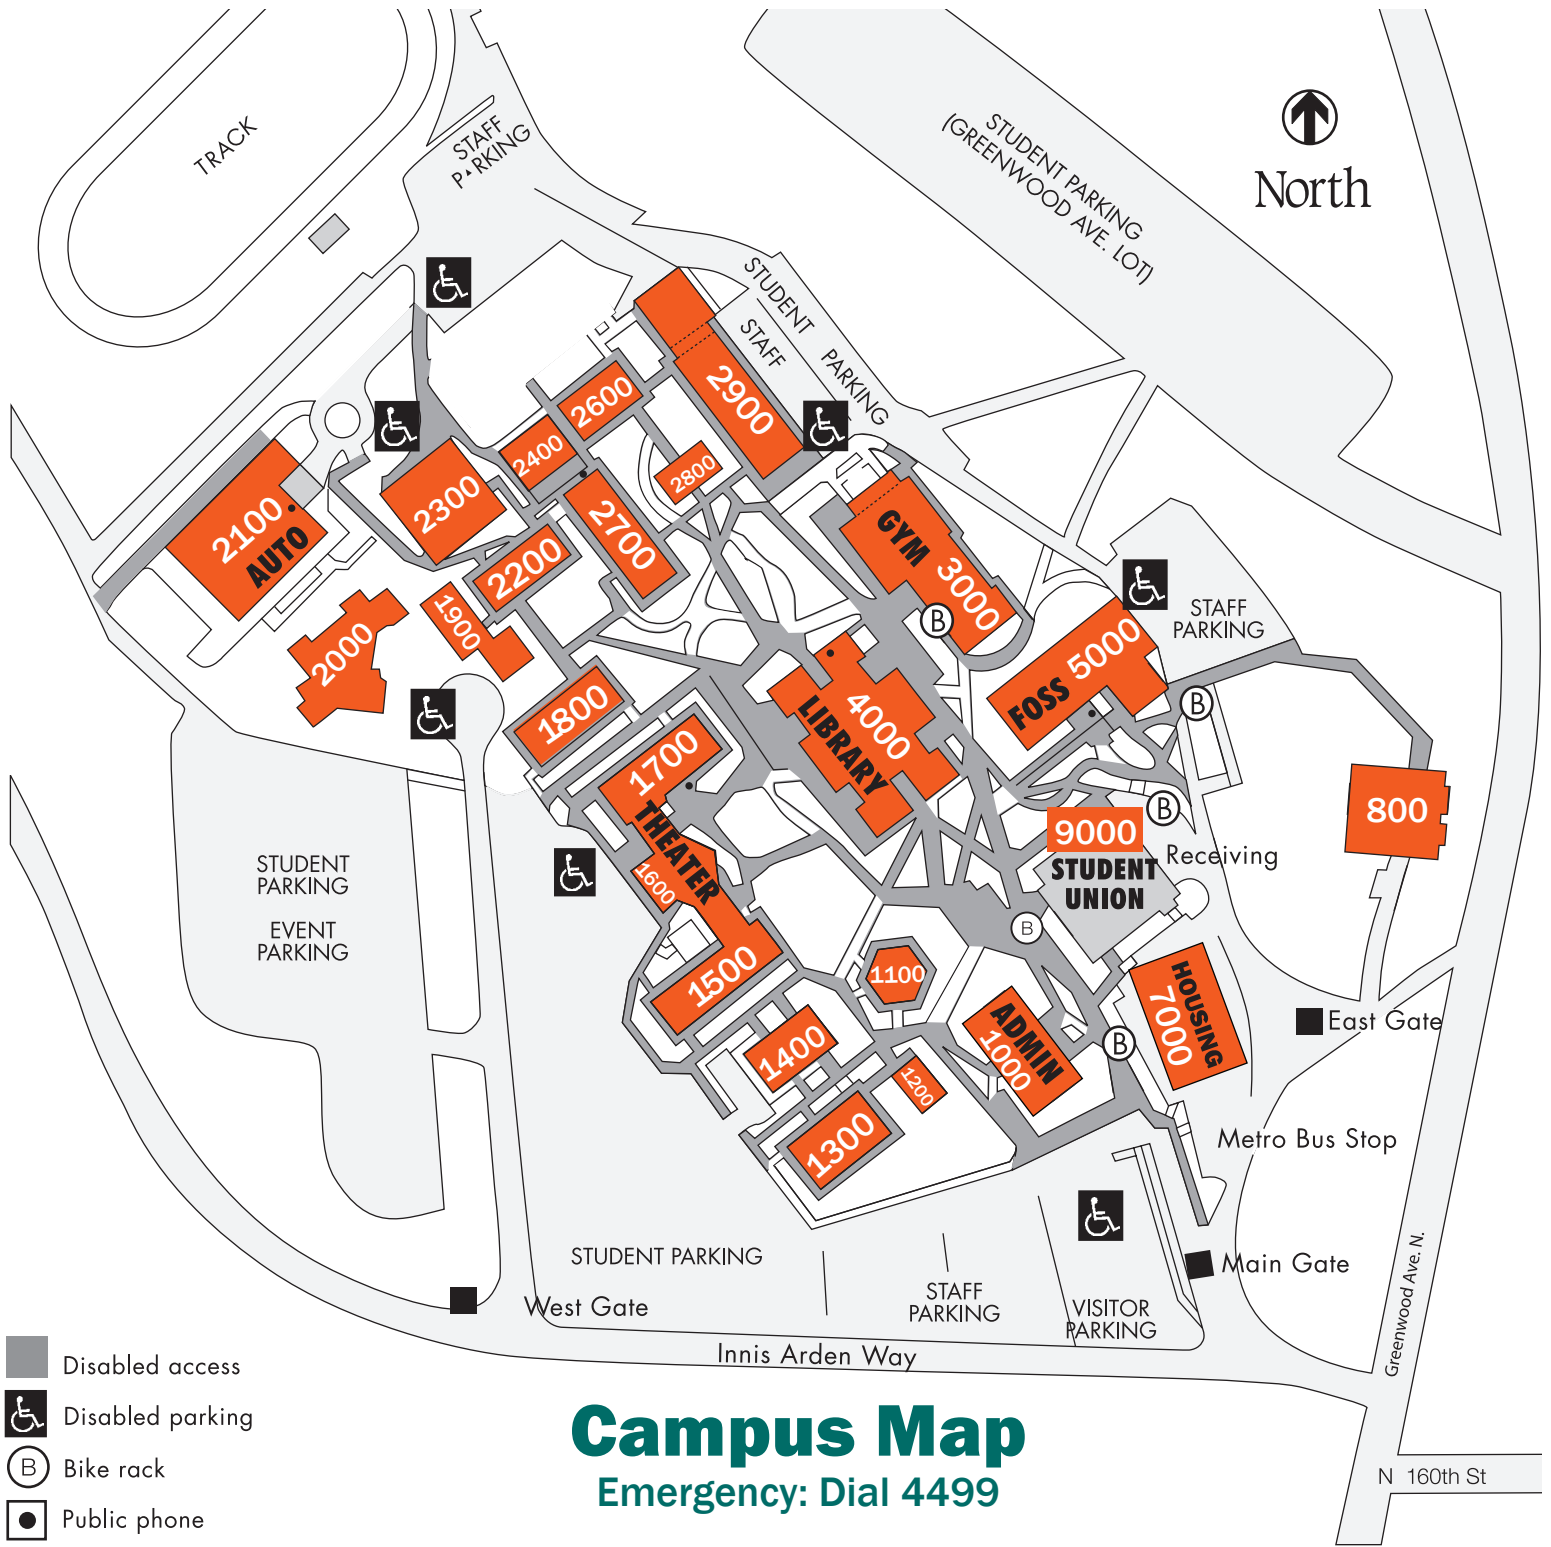 TRACK
STAFF
PARKING
STUDENT PARKING
(GREENWOOD AVE. LOT)
North
STUDENT PARKING
STAFF
2900
2600
2400
2800
2300
2700
2100
AUTO
2200
1900
2000
GYM 3000
B
STAFF
PARKING
FOSS 5000
B
1800
4000
LIBRARY
1700
THEATER
1600
1500
800
B
9000
STUDENT
UNION
Receiving
STUDENT
PARKING
EVENT
PARKING
B
1100
HOUSING
7000
ADMIN
1000
B
East Gate
1400
1200
1300
Metro Bus Stop
STUDENT PARKING
STAFF
PARKING
VISITOR
PARKING
Main Gate
West Gate
Innis Arden Way
Greenwood Ave. N.
N 160th St
Disabled access
Disabled parking
B Bike rack
Public phone
Campus Map
Emergency: Dial 4499